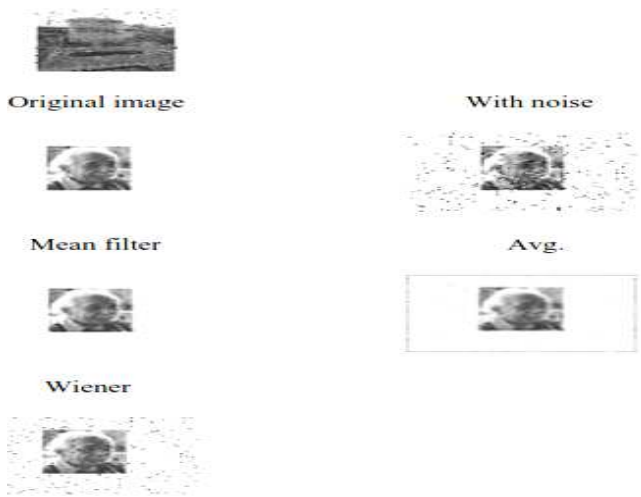 Original image
With noise
Mean filter
Avg.
Wiener